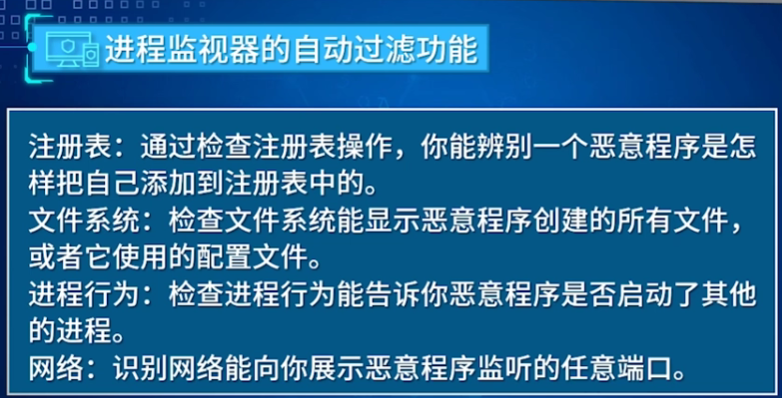 进程监视器的自动过滤功能
注册表：通过检查注册表操作，你能辨别一个恶意程序是怎
样把自己添加到注册表中的。
文件系统：检查文件系统能显示恶意程序创建的所有文件，
或者它使用的配置文件。
进程行为：检查进程行为能告诉你恶意程序是否启动了其他
的进程。
网络：识别网络能向你展示恶意程序监听的任意端口。